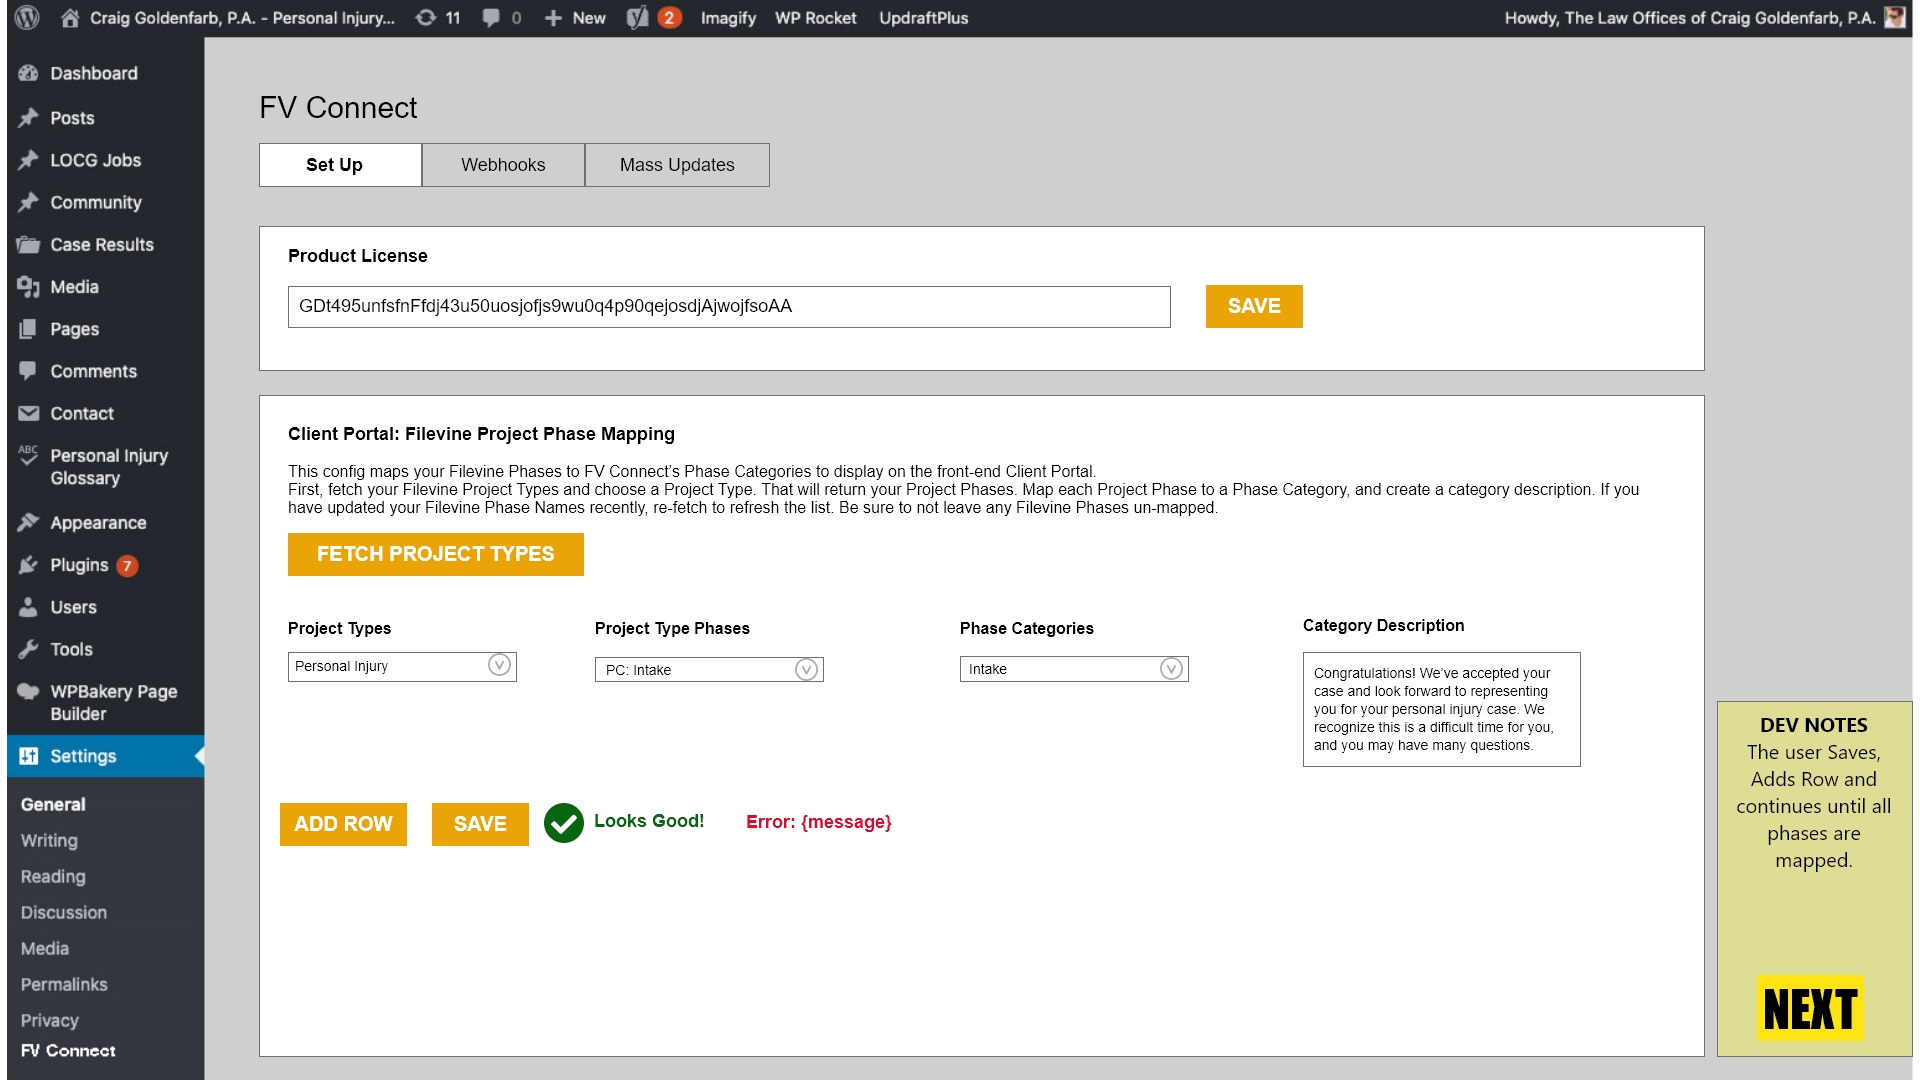 Craig Goldenfarb, P.A. - Personal Injury... 11 0 New 2 Imagify WP Rocket UpdraftPlus Howdy, The Law Offices of Craig Goldenfarb, P.A.
Dashboard
Posts
LOCG Jobs
Community
Case Results
Media
Pages
Comments
Contact
ABC
Personal Injury
Glossary
Appearance
Plugins 7
Users
Tools
WPBakery Page
Builder
Settings
General
Writing
Reading
Discussion
Media
Permalinks
Privacy
FV Connect
FV Connect
Set Up Webhooks Mass Updates
Product License
GDt495unfsfnFfdj43u50uosjofjs9wu0q4p90qejosdjAjwojfsoAA SAVE
Client Portal: Filevine Project Phase Mapping
This config maps your Filevine Phases to FV Connect's Phase Categories to display on the front-end Client Portal.
First, fetch your Filevine Project Types and choose a Project Type. That will return your Project Phases. Map each Project Phase to a Phase Category, and create a category description. If you
have updated your Filevine Phase Names recently, re-fetch to refresh the list. Be sure to not leave any Filevine Phases un-mapped.
FETCH PROJECT TYPES
Project Types Project Type Phases Phase Categories Category Description
Personal Injury PC: Intake Intake
Congratulations! We've accepted your
case and look forward to representing
you for your personal injury case. We
recognize this is a difficult time for you,
and you may have many questions.
ADD ROW SAVE Looks Good! Error: {message}
DEV NOTES
The user Saves,
Adds Row and
continues until all
phases are
mapped.
NEXT